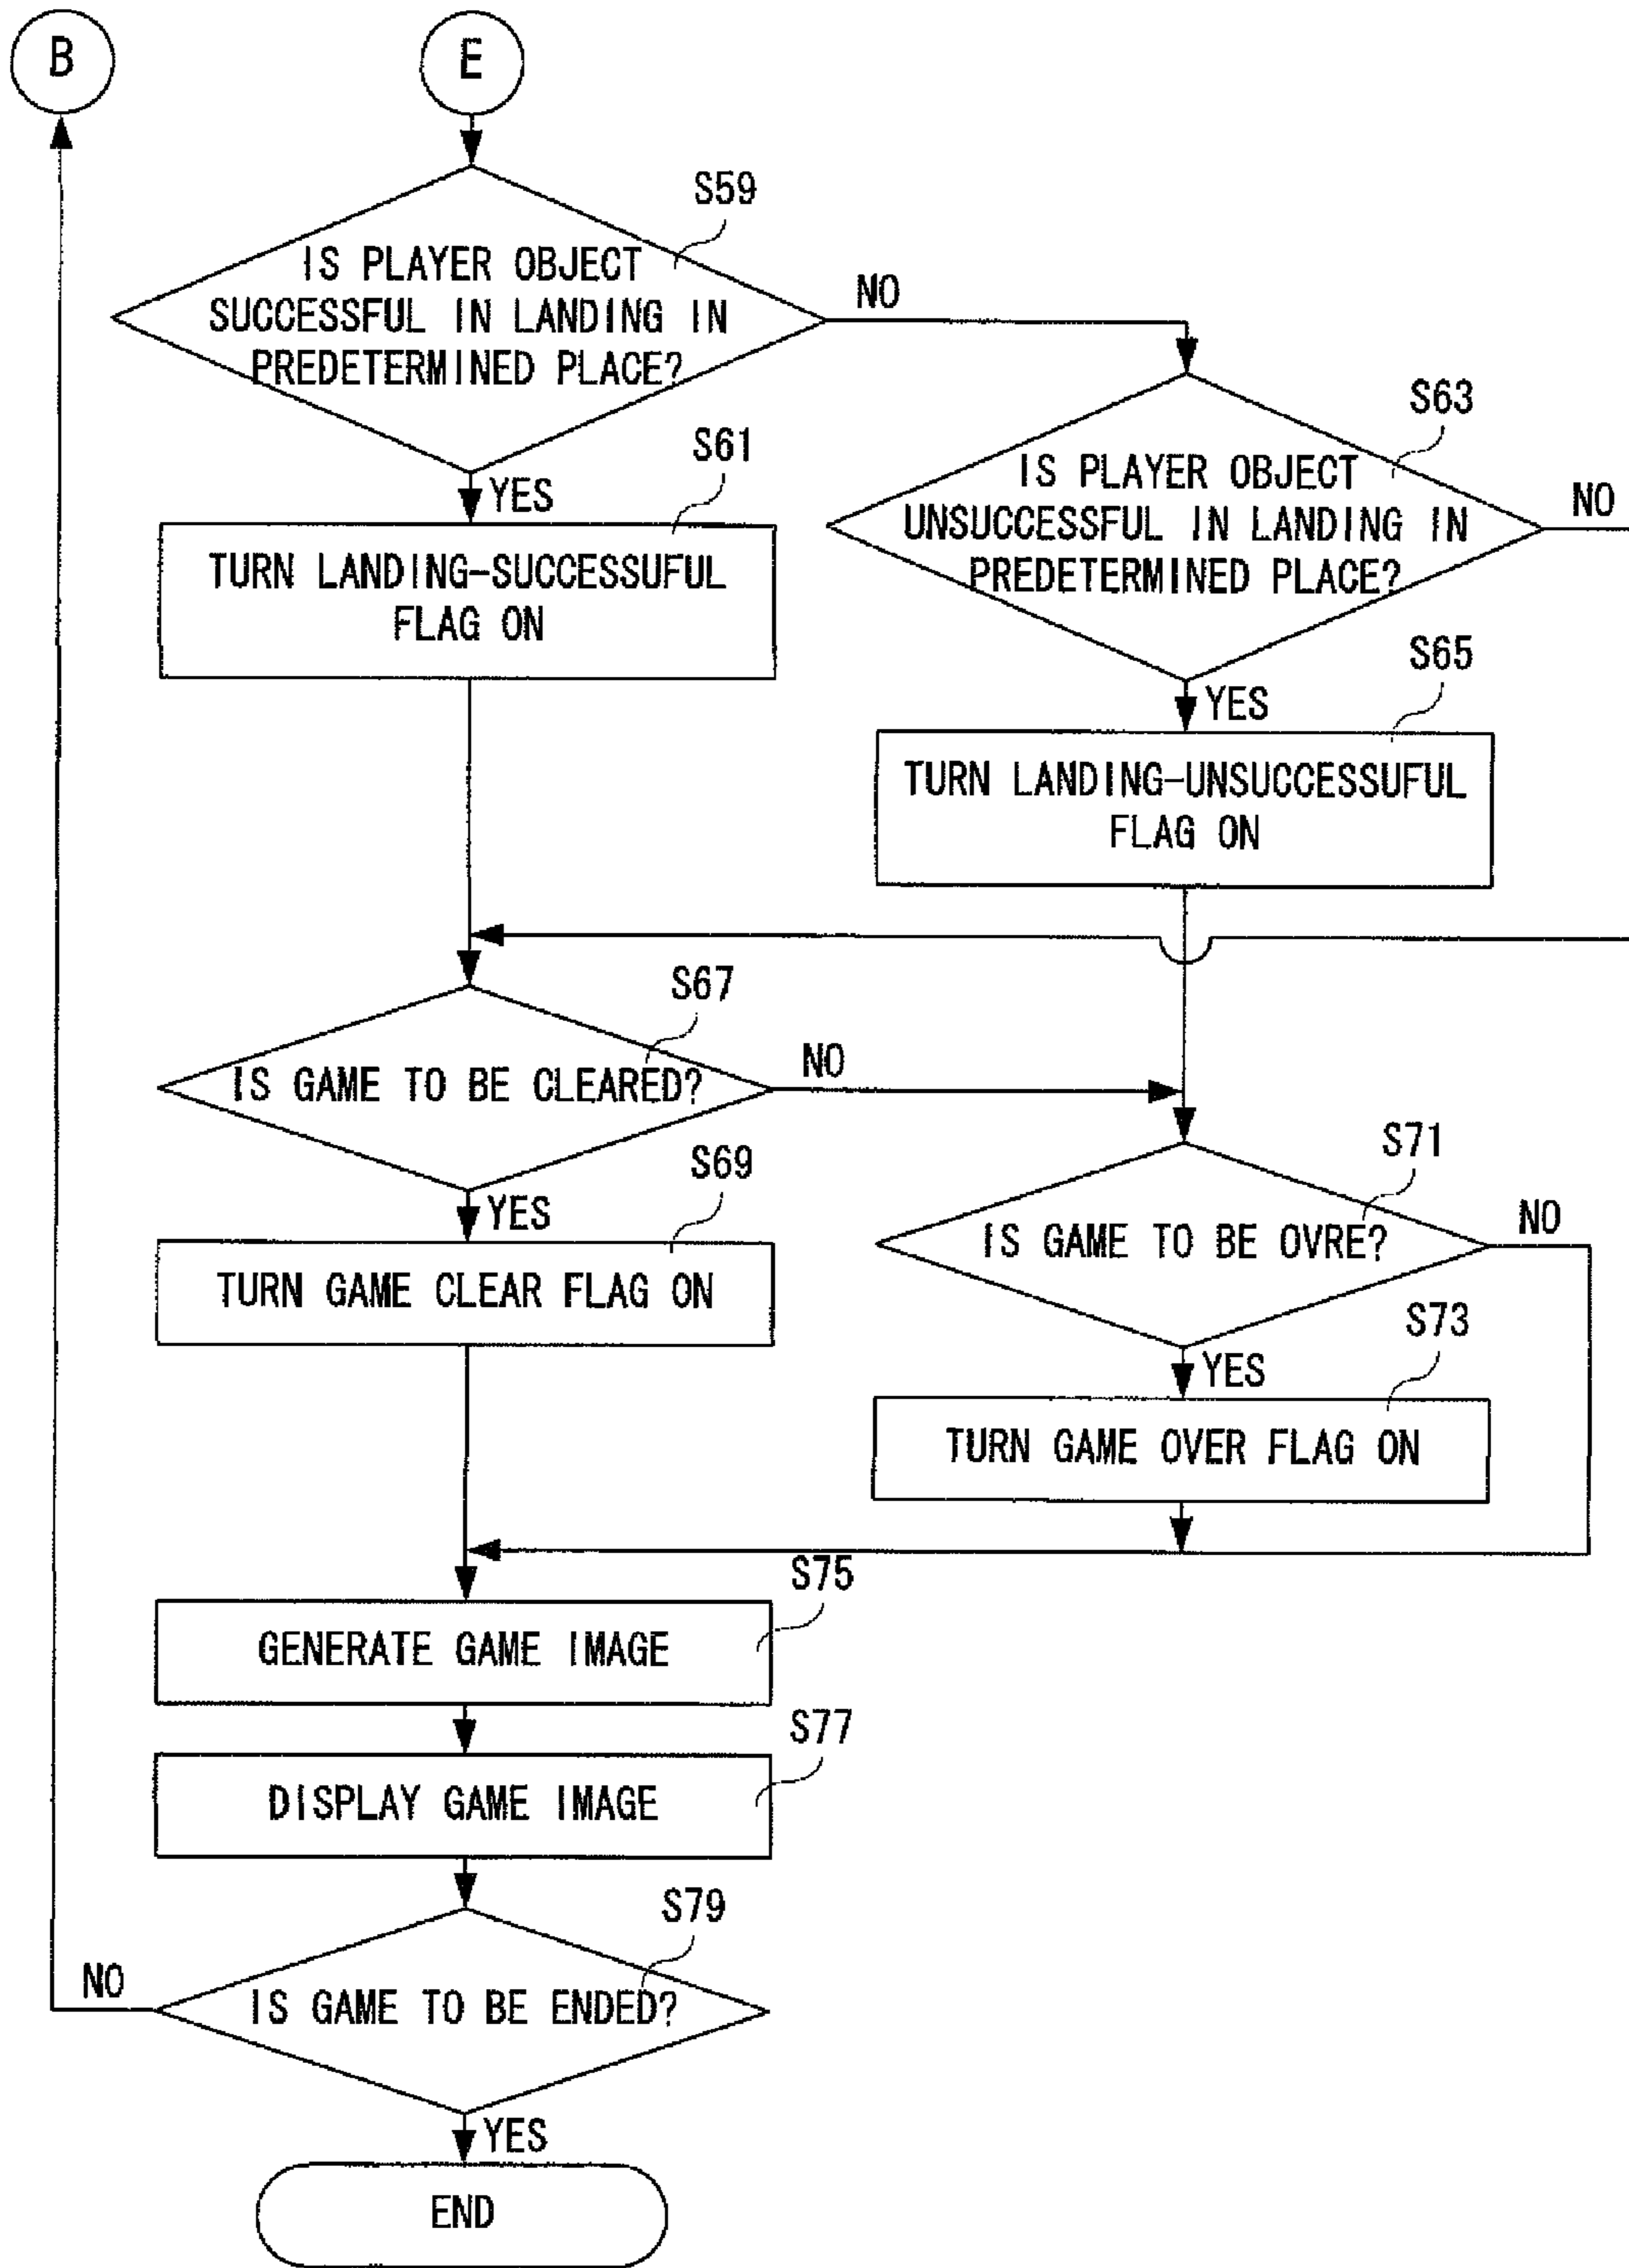 B
E
S59
IS PLAYER OBJECT
SUCCESSFUL IN LANDING IN
PREDETERMINED PLACE?
NO
S63
IS PLAYER OBJECT
UNSUCCESSFUL IN LANDING IN
PREDETERMINED PLACE?
NO
S61
YES
TURN LANDING-SUCCESSUFUL
FLAG ON
S65
YES
TURN LANDING-UNSUCCESSUFUL
FLAG ON
S67
IS GAME TO BE CLEARED?
NO
S71
IS GAME TO BE OVRE?
NO
S69
YES
TURN GAME CLEAR FLAG ON
S73
YES
TURN GAME OVER FLAG ON
S75
GENERATE GAME IMAGE
S77
DISPLAY GAME IMAGE
S79
NO
IS GAME TO BE ENDED?
YES
END